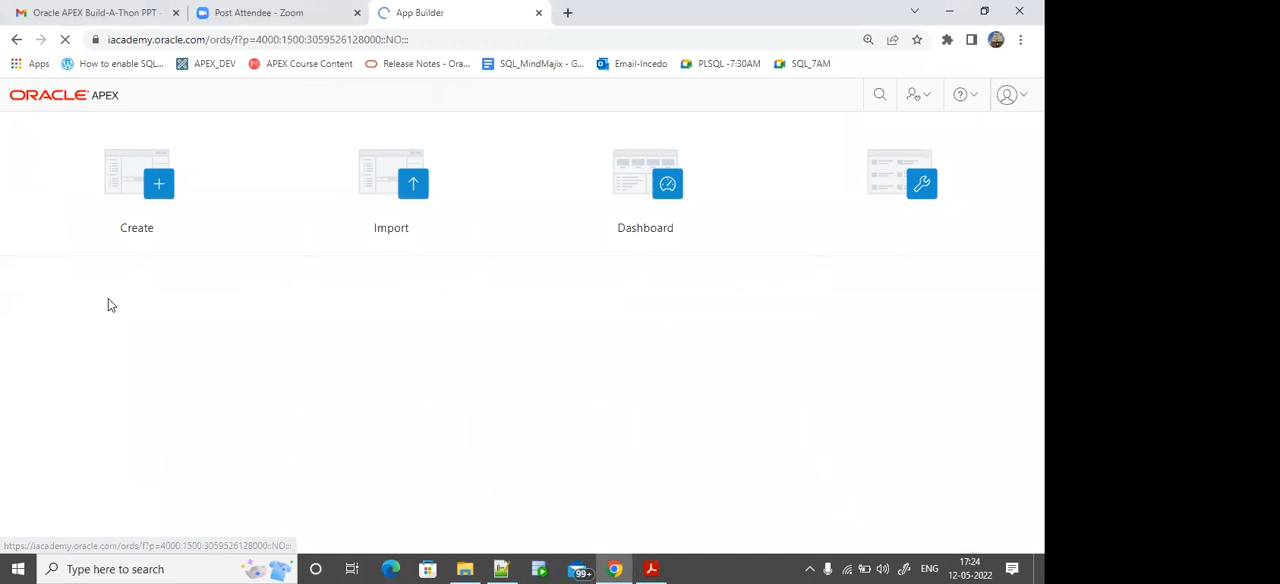 Oracle APEX Build-A-Thon PPT -
Post Attendee - Zoom
App Builder
iacademy.oracle.com/ords/f?p=4000:1500:3059526128000::NO:::
Apps
How to enable SQL...
APEX_DEV
APEX Course Content
Release Notes - Ora...
SQL_MindMajix - G...
Email-Incedo
PLSQL -7:30AM
SQL_7AM
ORACLE APEX
Create
Import
Dashboard
https://iacademy.oracle.com/ords/f?p=4000:1500:3059526128000::NO:::
Type here to search
99+
ENG
17:24
12-05-2022